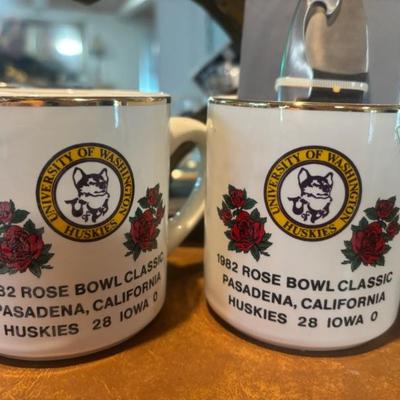 UNIVERSITY OF WASHINGTON
HUSKIES
82 ROSE BOWL CLASSIC
PASADENA, CALIFORNIA
HUSKIES 28 IOWA 0
UNIVERSITY OF WASHINGTON
HUSKIES
1982 ROSE BOWL CLASSIC
PASADENA, CALIFORNIA
HUSKIES 28 IOWA 0